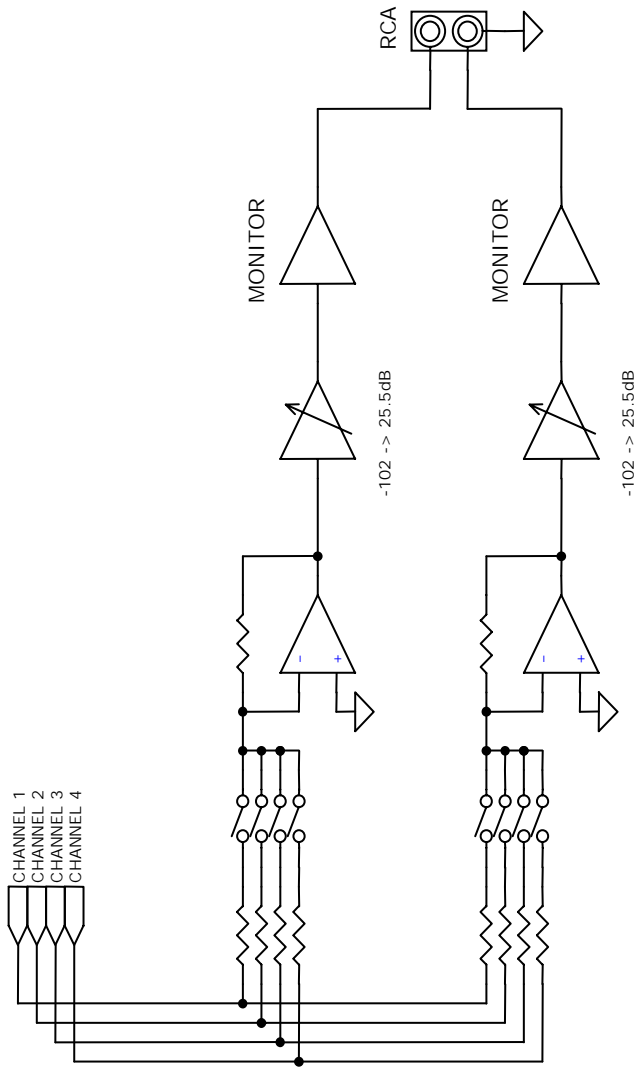 RCA
MONITOR
MONITOR
-102 -> 25.5dB
-102 -> 25.5dB
-
+
-
+
CHANNEL 1
CHANNEL 2
CHANNEL 3
CHANNEL 4